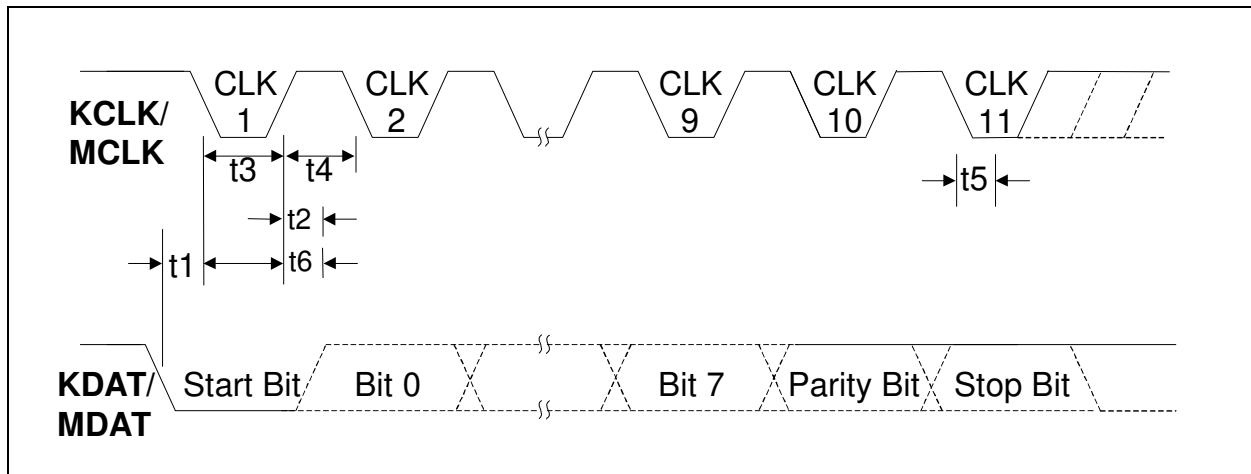 CLK
1
CLK
2
CLK
9
CLK
10
CLK
11
KCLK/
MCLK
t3
t4
t5
t2
t1
t6
KDAT/
MDAT
Start Bit
Bit 0
Bit 7
Parity Bit
Stop Bit